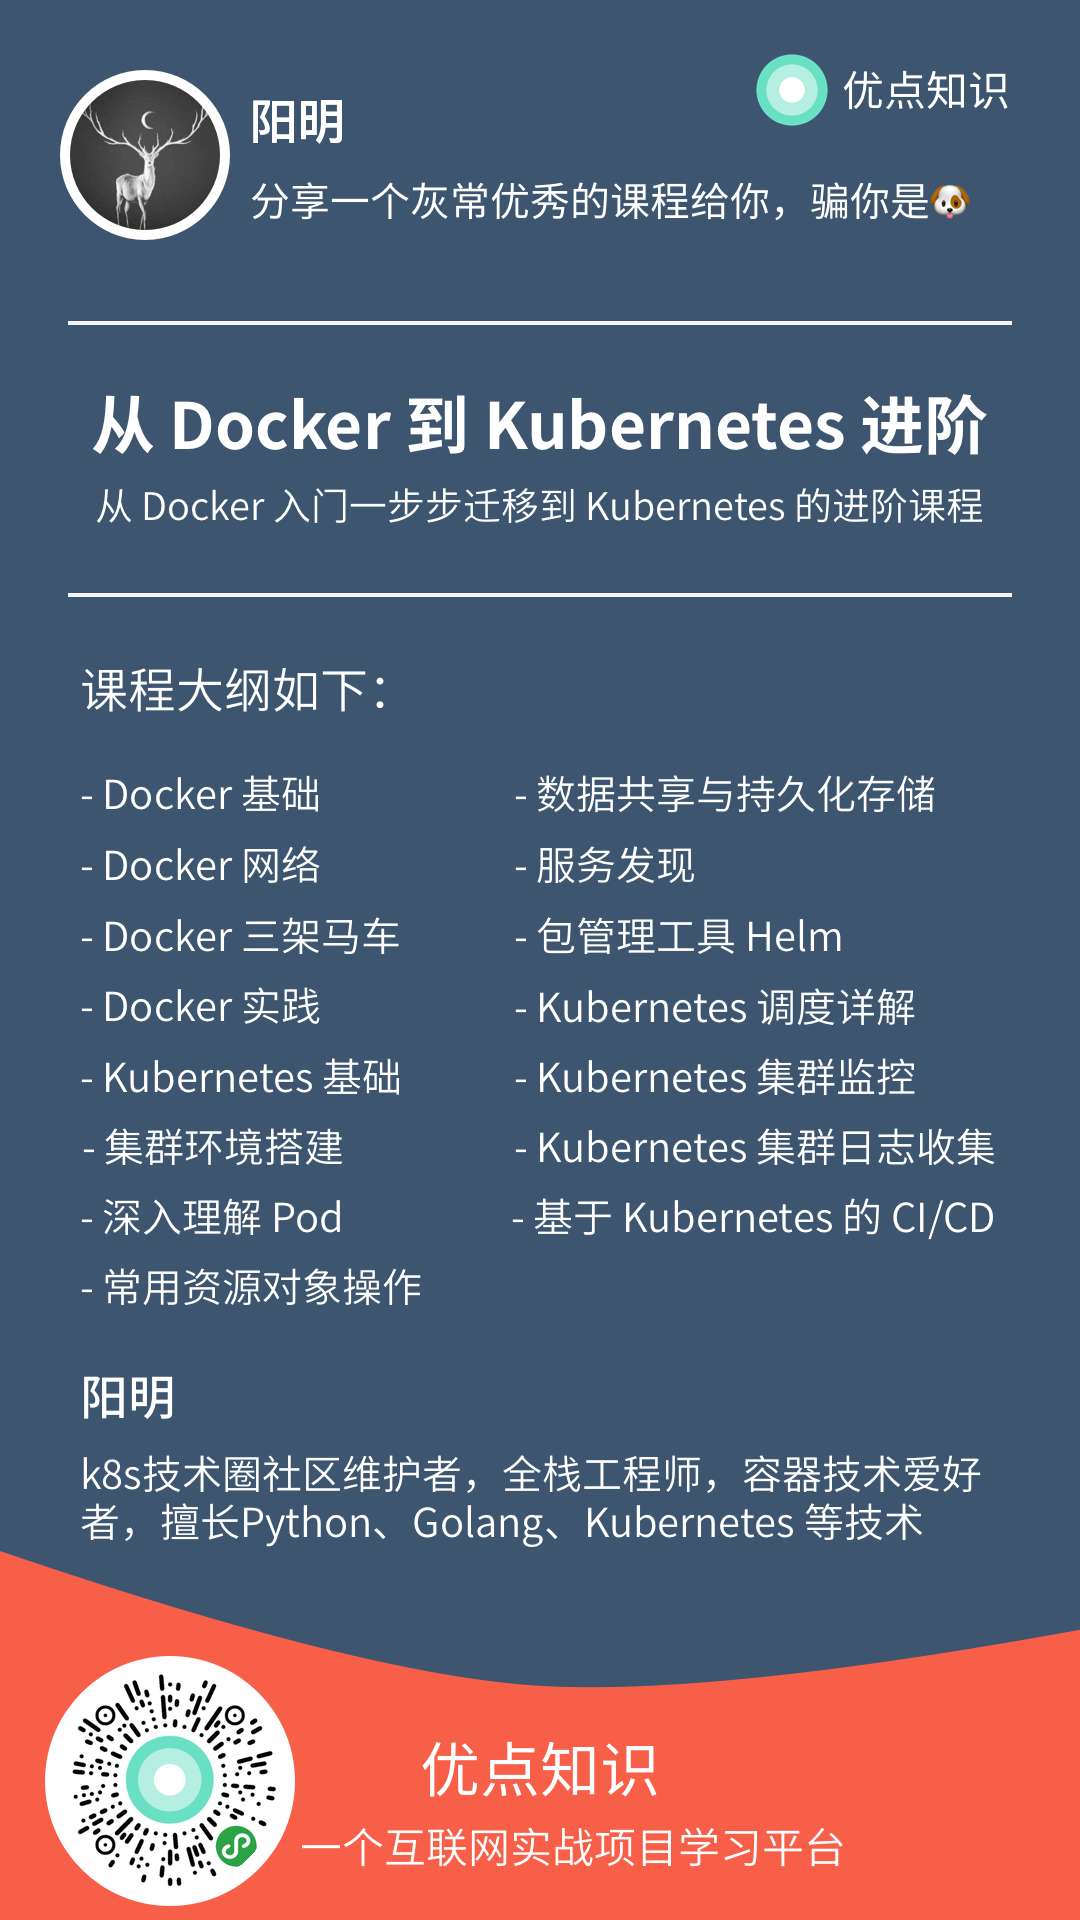 优点知识
阳明
分享一个灰常优秀的课程给你，骗你是🐶
从 Docker 到 Kubernetes 进阶
从 Docker 入门一步步迁移到 Kubernetes 的进阶课程
课程大纲如下：
- Docker 基础
- Docker 网络
- Docker 三架马车
- Docker 实践
- Kubernetes 基础
- 集群环境搭建
- 深入理解 Pod
- 常用资源对象操作
- 数据共享与持久化存储
- 服务发现
- 包管理工具 Helm
- Kubernetes 调度详解
- Kubernetes 集群监控
- Kubernetes 集群日志收集
- 基于 Kubernetes 的 CI/CD
阳明
k8s技术圈社区维护者，全栈工程师，容器技术爱好
者，擅长Python、Golang、Kubernetes 等技术
优点知识
一个互联网实战项目学习平台